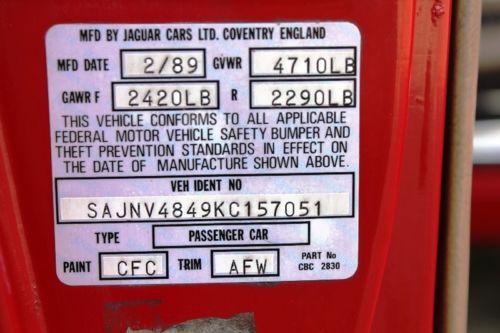 MFD BY JAGUAR CARS LTD. COVENTRY ENGLAND
MFD DATE 2/89 GVWR 4710LB
GAWR F 2420LB R 2290LB
THIS VEHICLE CONFORMS TO ALL APPLICABLE
FEDERAL MOTOR VEHICLE SAFETY BUMPER AND
THEFT PREVENTION STANDARDS IN EFFECT ON
THE DATE OF MANUFACTURE SHOWN ABOVE.
VEH IDENT NO
SAJNV4849KC157051
TYPE PASSENGER CAR
PAINT CFC TRIM AFW PART No
CBC 2830